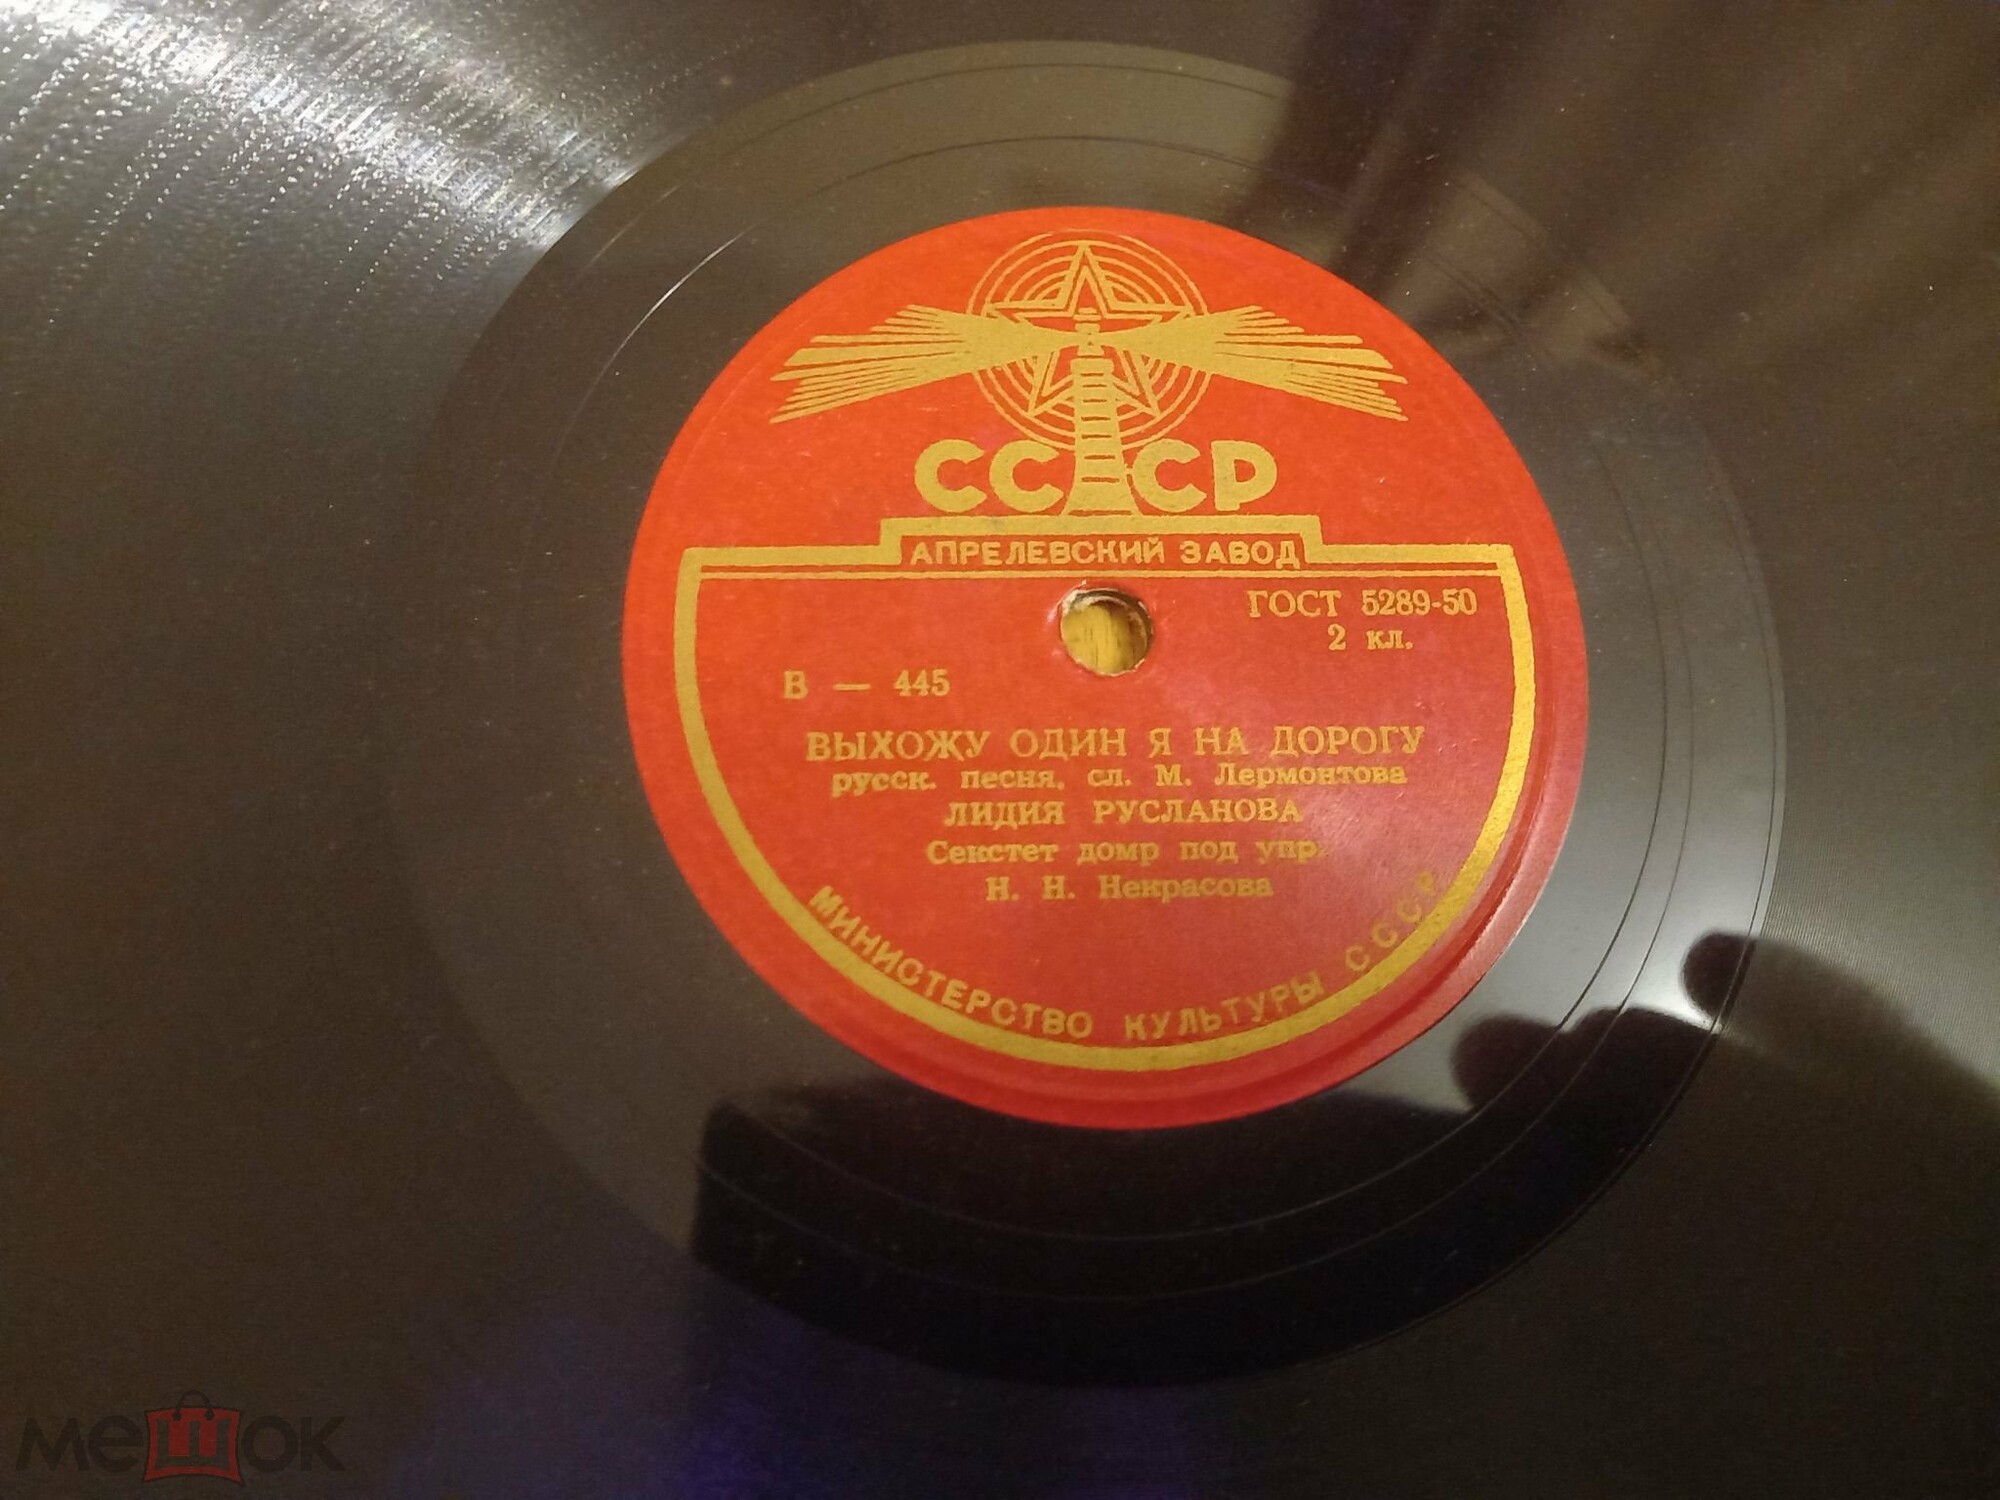 СССР
АПРЕЛЕВСКИЙ ЗАВОД
ГОСТ 5289-50
2 кл.
В — 445
ВЫХОЖУ ОДИН Я НА ДОРОГУ
русск. песня, сл. М. Лермонтова
ЛИДИЯ РУСЛАНОВА
Секстет домр под упр.
Н. Н. Некрасова
МИНИСТЕРСТВО КУЛЬТУРЫ СССР
мешок